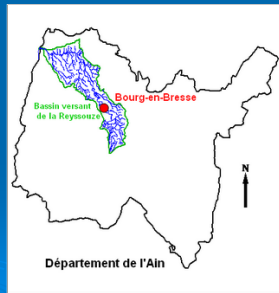 Bourg-en-Bresse
Bassin versant
de la Reyssouze
N
Département de l'Ain